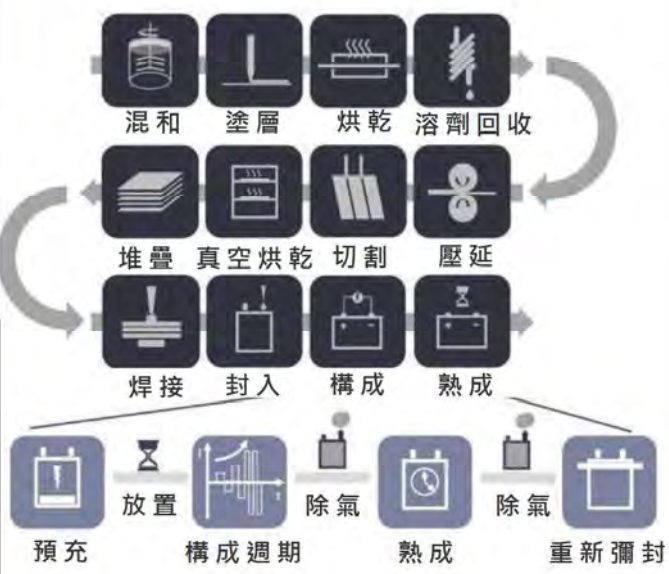 混和 塗層 烘乾 溶劑回收
堆疊 真空烘乾 切割 壓延
焊接 封入 構成 熟成
放置 除氣 除氣
預充 構成週期 熟成 重新彌封